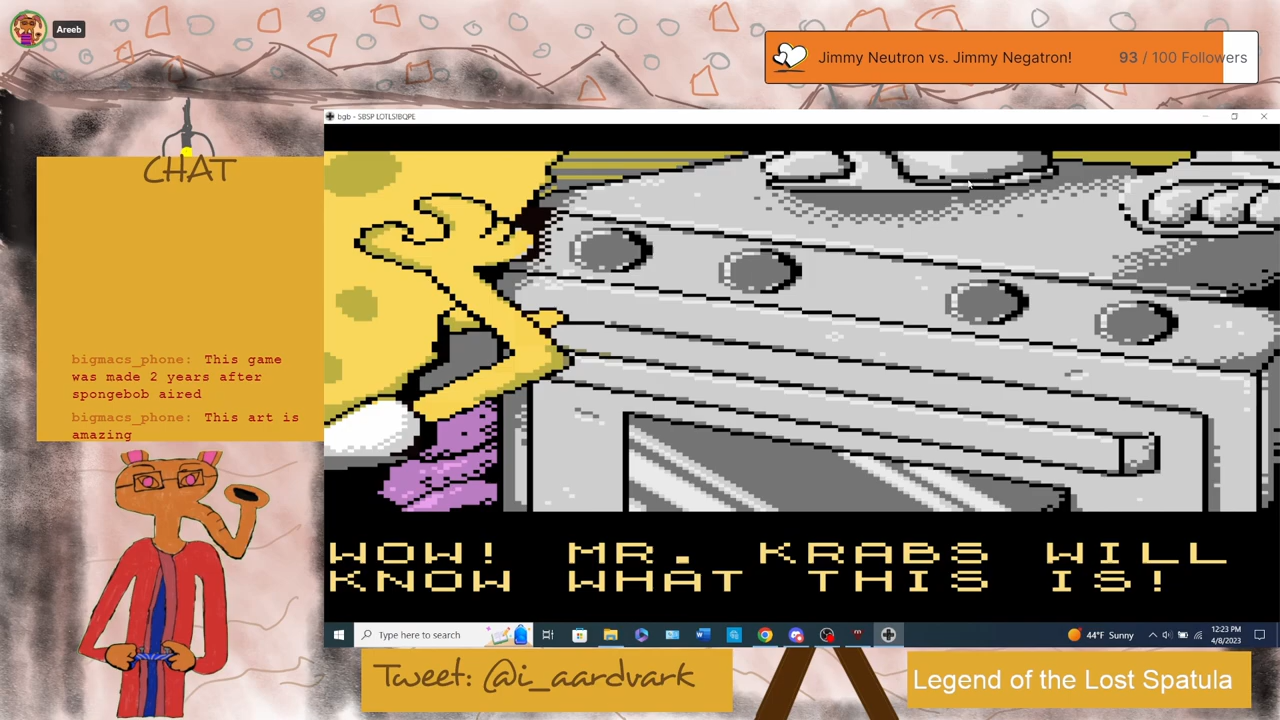 Areeb
Jimmy Neutron vs. Jimmy Negatron!
93 / 100 Followers
bgb - SBSP LOTLS!BQPE
CHAT
bigmacs_phone: This game
was made 2 years after
spongebob aired
bigmacs_phone: This art is
amazing
WOW! MR. KRABS WILL
KNOW WHAT THIS IS!
Type here to search
44°F Sunny
12:23 PM
4/8/2023
Tweet: @i_aardvark
Legend of the Lost Spatula